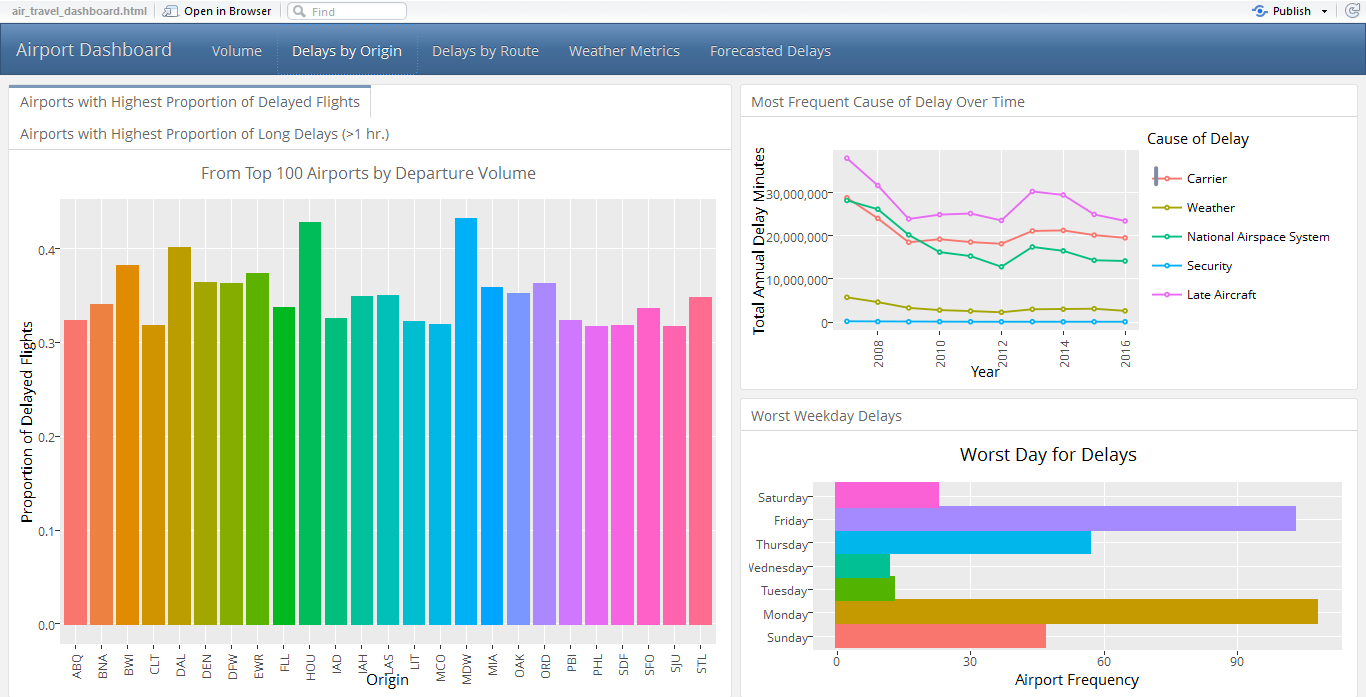 air_travel_dashboard.html Open in Browser Find Publish
Airport Dashboard Volume Delays by Origin Delays by Route Weather Metrics Forecasted Delays
Airports with Highest Proportion of Delayed Flights
Airports with Highest Proportion of Long Delays (>1 hr.)
From Top 100 Airports by Departure Volume
Proportion of Delayed Flights
0.4
0.3
0.2
0.1
0.0
ABQ BNA BWI CLT DAL DEN DFW EWR FLL HOU IAD IAH LAS LIT MCO MDW MIA OAK ORD PBI PHL SDF SFO SJU STL
Origin
Most Frequent Cause of Delay Over Time
Total Annual Delay Minutes
30,000,000
20,000,000
10,000,000
0
2008 2010 2012 2014 2016
Year
Cause of Delay
Carrier
Weather
National Airspace System
Security
Late Aircraft
Worst Weekday Delays
Worst Day for Delays
Saturday
Friday
Thursday
Wednesday
Tuesday
Monday
Sunday
0 30 60 90
Airport Frequency